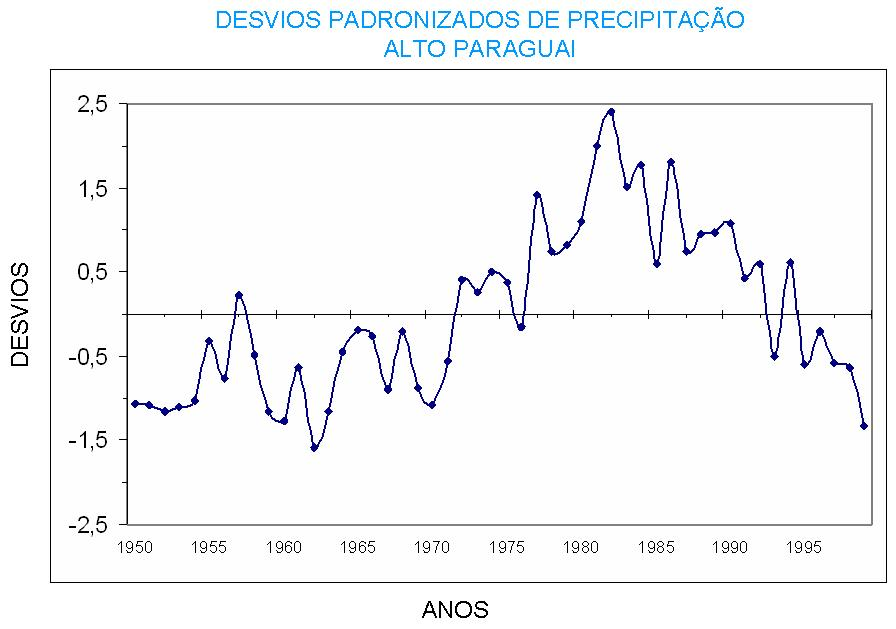 DESVIOS PADRONIZADOS DE PRECIPITAÇÃO
ALTO PARAGUAI
2,5
1,5
0,5
-0,5
-1,5
-2,5
DESVIOS
1950 1955 1960 1965 1970 1975 1980 1985 1990 1995
ANOS